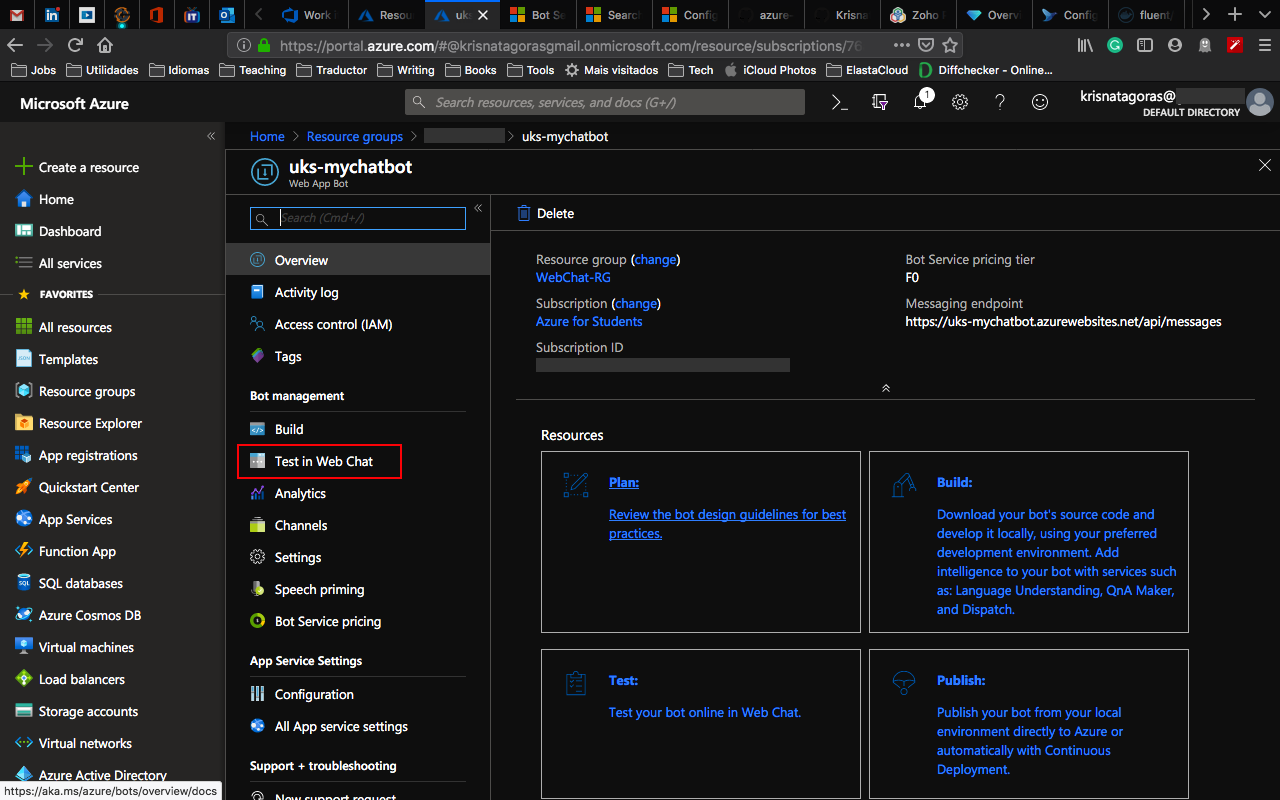 Work
Resou
uks
Bot Se
Search
Config
azure-
Krisna
Zoho
Overv
Config
fluent/
https://portal.azure.com/#@krisnatagorasgmail.onmicrosoft.com/resource/subscriptions/76
Jobs
Utilidades
Idiomas
Teaching
Traductor
Writing
Books
Tools
Mais visitados
Tech
iCloud Photos
ElastaCloud
Diffchecker - Online...
Microsoft Azure
Search resources, services, and docs (G+/)
1
krisnatagoras@
DEFAULT DIRECTORY
Create a resource
Home
Dashboard
All services
FAVORITES
All resources
Templates
Resource groups
Resource Explorer
App registrations
Quickstart Center
App Services
Function App
SQL databases
Azure Cosmos DB
Virtual machines
Load balancers
Storage accounts
Virtual networks
Azure Active Directory
https://aka.ms/azure/bots/overview/docs
Home > Resource groups > > uks-mychatbot
uks-mychatbot
Web App Bot
Search (Cmd+/)
Overview
Activity log
Access control (IAM)
Tags
Bot management
Build
Test in Web Chat
Analytics
Channels
Settings
Speech priming
Bot Service pricing
App Service Settings
Configuration
All App service settings
Support + troubleshooting
New support request
Delete
Resource group (change)
WebChat-RG
Subscription (change)
Azure for Students
Subscription ID
Bot Service pricing tier
F0
Messaging endpoint
https://uks-mychatbot.azurewebsites.net/api/messages
Resources
Plan:
Review the bot design guidelines for best
practices.
Build:
Download your bot's source code and
develop it locally, using your preferred
development environment. Add
intelligence to your bot with services such
as: Language Understanding, QnA Maker,
and Dispatch.
Test:
Test your bot online in Web Chat.
Publish:
Publish your bot from your local
environment directly to Azure or
automatically with Continuous
Deployment.